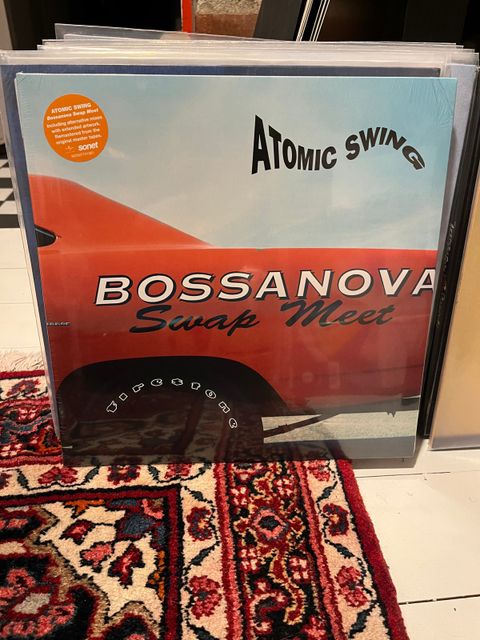 ATOMIC SWING
Bossanova Swap Meet
Including alternative mixes
with extended artwork.
Remastered from the
original master tapes.
sonet
ATOMIC SWING
BOSSANOVA
Swap Meet
Firestone